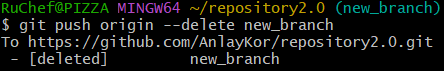 RuChef@PIZZA MINGW64 ~/repository2.0 (new_branch)
$ git push origin --delete new_branch
To https://github.com/AnlayKor/repository2.0.git
 - [deleted]         new_branch